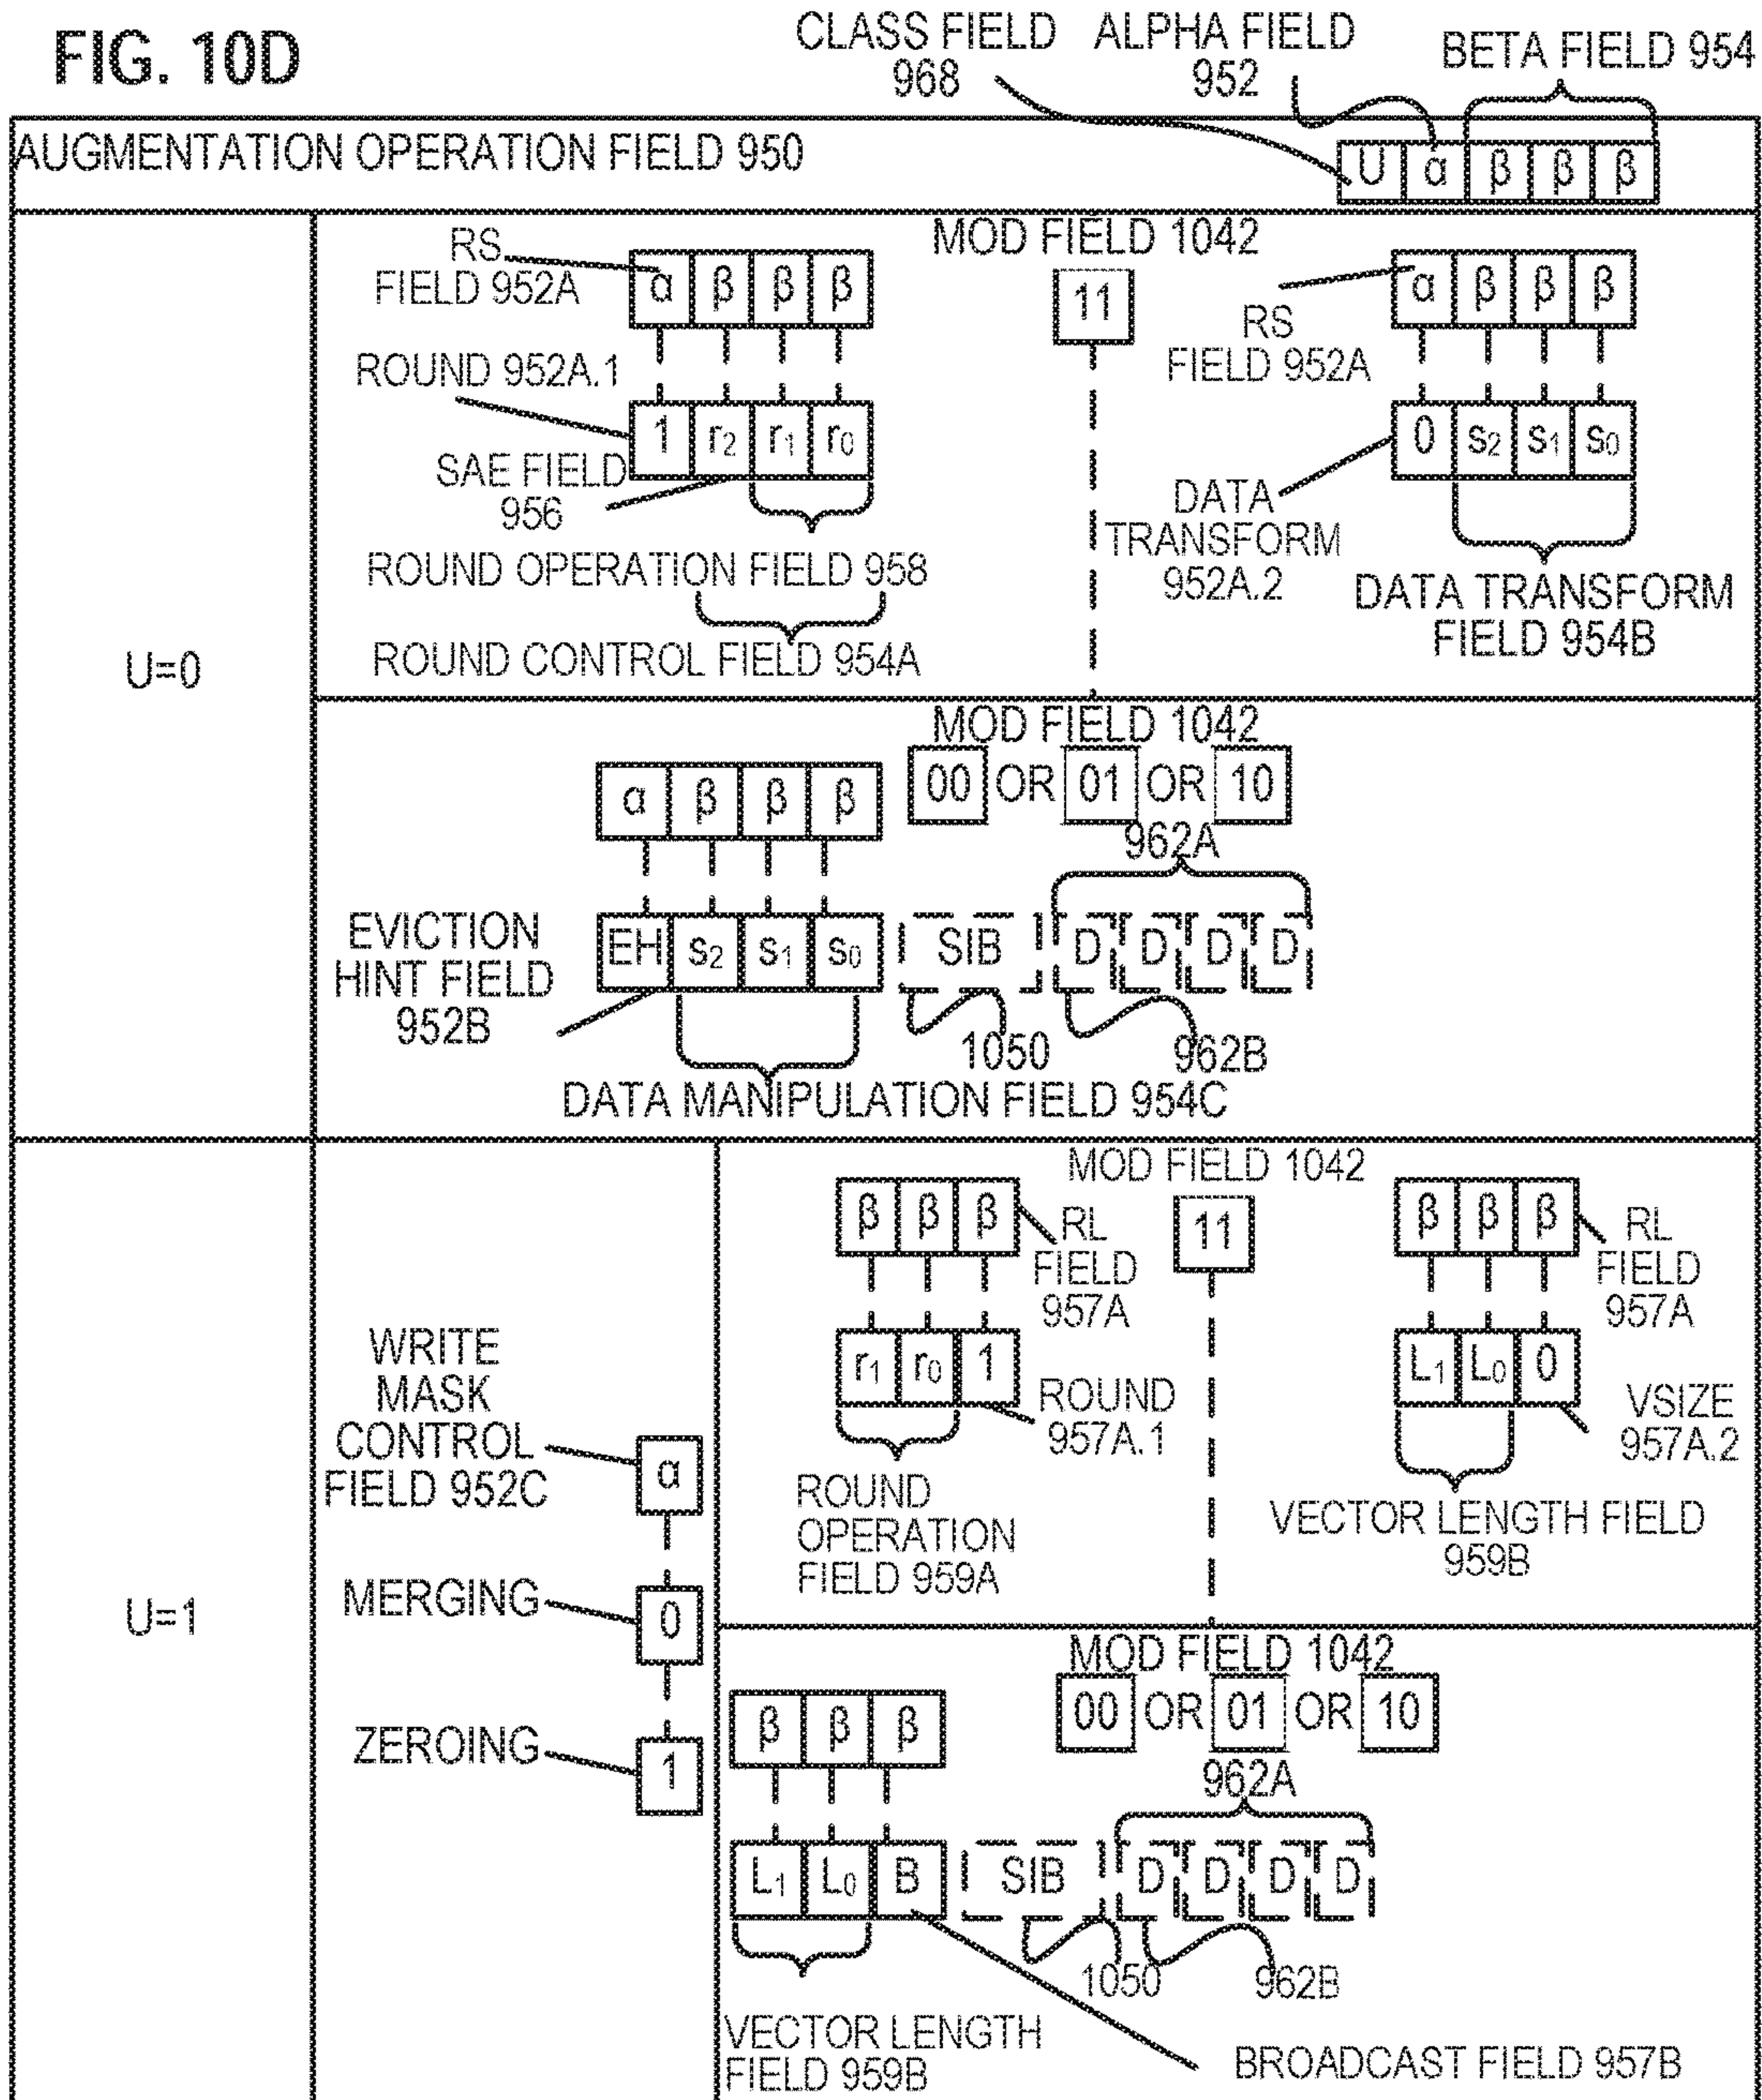 FIG. 10D
CLASS FIELD
968
ALPHA FIELD
952
BETA FIELD 954
AUGMENTATION OPERATION FIELD 950
U α β β β
U=0
MOD FIELD 1042
11
RS
FIELD 952A
α β β β
ROUND 952A.1
1 r2 r1 r0
SAE FIELD
956
ROUND OPERATION FIELD 958
ROUND CONTROL FIELD 954A
α β β β
RS
FIELD 952A
0 s2 s1 s0
DATA
TRANSFORM
952A.2
DATA TRANSFORM
FIELD 954B
MOD FIELD 1042
00 OR 01 OR 10
α β β β
962A
EVICTION
HINT FIELD
952B
EH s2 s1 s0 SIB D D D D
1050
962B
DATA MANIPULATION FIELD 954C
U=1
WRITE
MASK
CONTROL
FIELD 952C
α
MERGING
0
ZEROING
1
MOD FIELD 1042
11
β β β
RL
FIELD
957A
r1 r0 1
ROUND
957A.1
ROUND
OPERATION
FIELD 959A
β β β
RL
FIELD
957A
L1 L0 0
VSIZE
957A.2
VECTOR LENGTH FIELD
959B
MOD FIELD 1042
00 OR 01 OR 10
β β β
962A
L1 L0 B SIB D D D D
1050
962B
VECTOR LENGTH
FIELD 959B
BROADCAST FIELD 957B